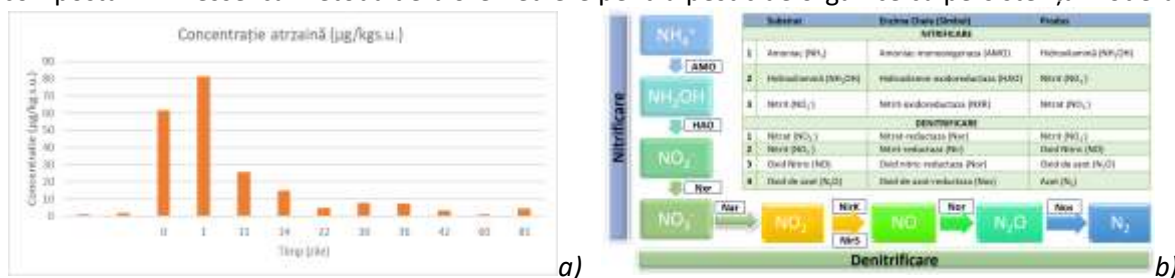 Concentrație atrzaină (µg/kgs.u.)
Concentratie (µg/kg s.u.)
90
80
70
60
50
40
30
20
10
0
0 1 11 14 22 30 36 42 60 81
Timp (zile)
a)
Nitrificare
NH₄⁺
AMO
NH₂OH
HAO
NO₂⁻
Nxr
NO₃⁻
Nar
NO₂⁻
NirK
NirS
NO
Nor
N₂O
Nos
N₂
Denitrificare
Substrat Enzima Cheie (Simbol) Produs
NITRIFICARE
1 Amoniac (NH₃) Amoniac monooxigenaza (AMO) Hidroxilamină (NH₂OH)
2 Hidroxilamină (NH₂OH) Hidroxilamin oxidoreductaza (HAO) Nitrit (NO₂⁻)
3 Nitrit (NO₂⁻) Nitrit oxidoreductaza (NXR) Nitrat (NO₃⁻)
DENITRIFICARE
1 Nitrat (NO₃⁻) Nitrat reductaza (Nar) Nitrit (NO₂⁻)
2 Nitrit (NO₂⁻) Nitrit reductaza (Nir) Oxid Nitric (NO)
3 Oxid Nitric (NO) Oxid nitric reductaza (Nor) Oxid de azot (N₂O)
4 Oxid de azot (N₂O) Oxid de azot reductaza (Nos) Azot (N₂)
b)